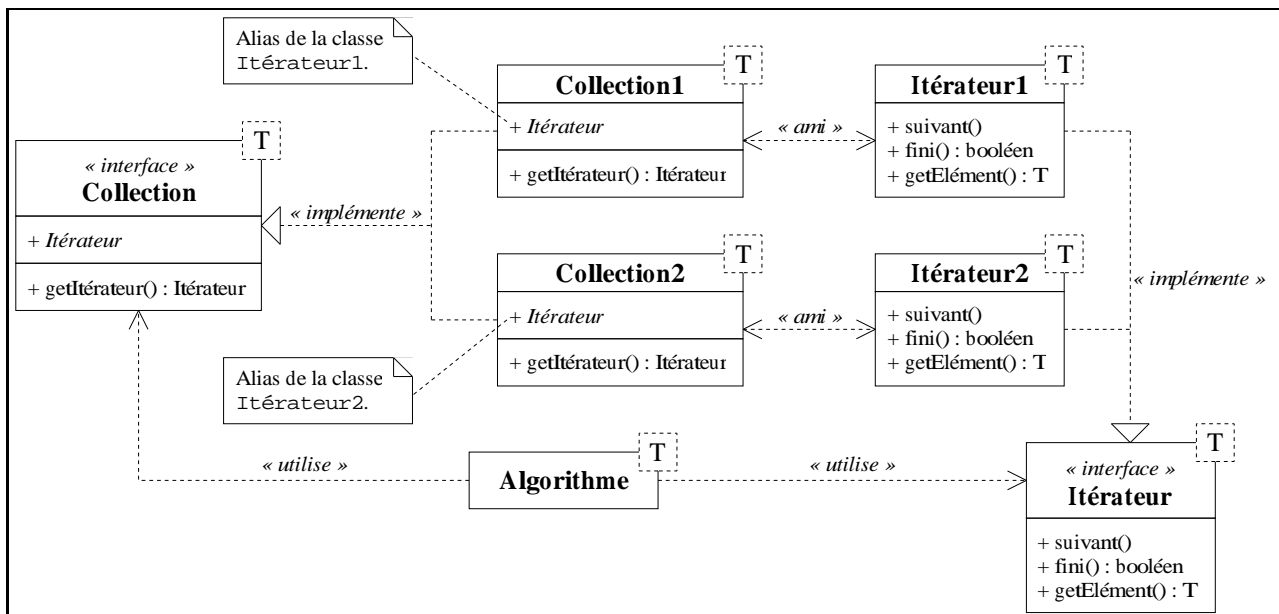 Alias de la classe
Itérateur1.
T
Collection1
+ Itérateur
+ getItérateur() : Itérateur
« ami »
T
Itérateur1
+ suivant()
+ fini() : booléen
+ getElément() : T
T
« interface »
Collection
+ Itérateur
+ getItérateur() : Itérateur
« implémente »
T
Collection2
+ Itérateur
+ getItérateur() : Itérateur
« ami »
T
Itérateur2
+ suivant()
+ fini() : booléen
+ getElément() : T
« implémente »
Alias de la classe
Itérateur2.
« utilise »
T
Algorithme
« utilise »
T
« interface »
Itérateur
+ suivant()
+ fini() : booléen
+ getElément() : T